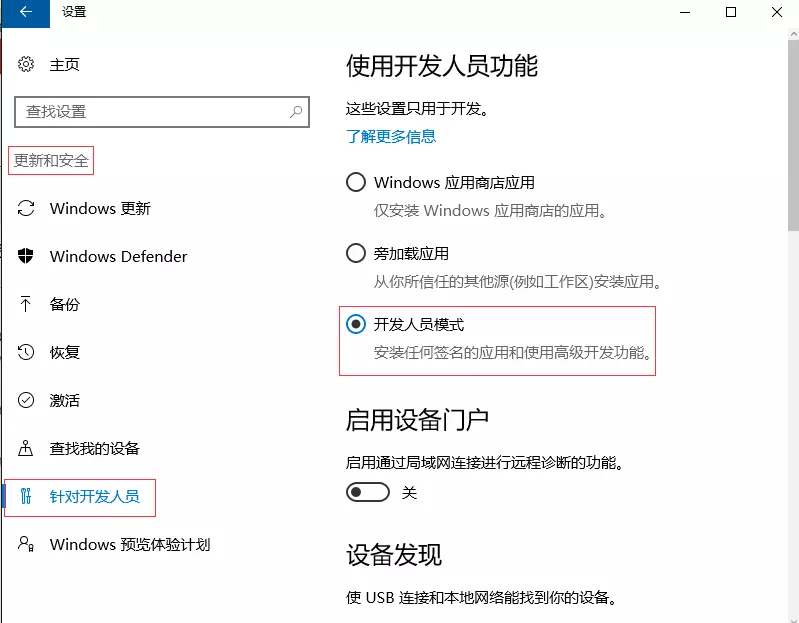 设置
主页
查找设置
更新和安全
Windows 更新
Windows Defender
备份
恢复
激活
查找我的设备
针对开发人员
Windows 预览体验计划
使用开发人员功能
这些设置只用于开发。
了解更多信息
Windows 应用商店应用
仅安装 Windows 应用商店的应用。
旁加载应用
从你所信任的其他源(例如工作区)安装应用。
开发人员模式
安装任何签名的应用和使用高级开发功能。
启用设备门户
启用通过局域网连接进行远程诊断的功能。
关
设备发现
使 USB 连接和本地网络能找到你的设备。